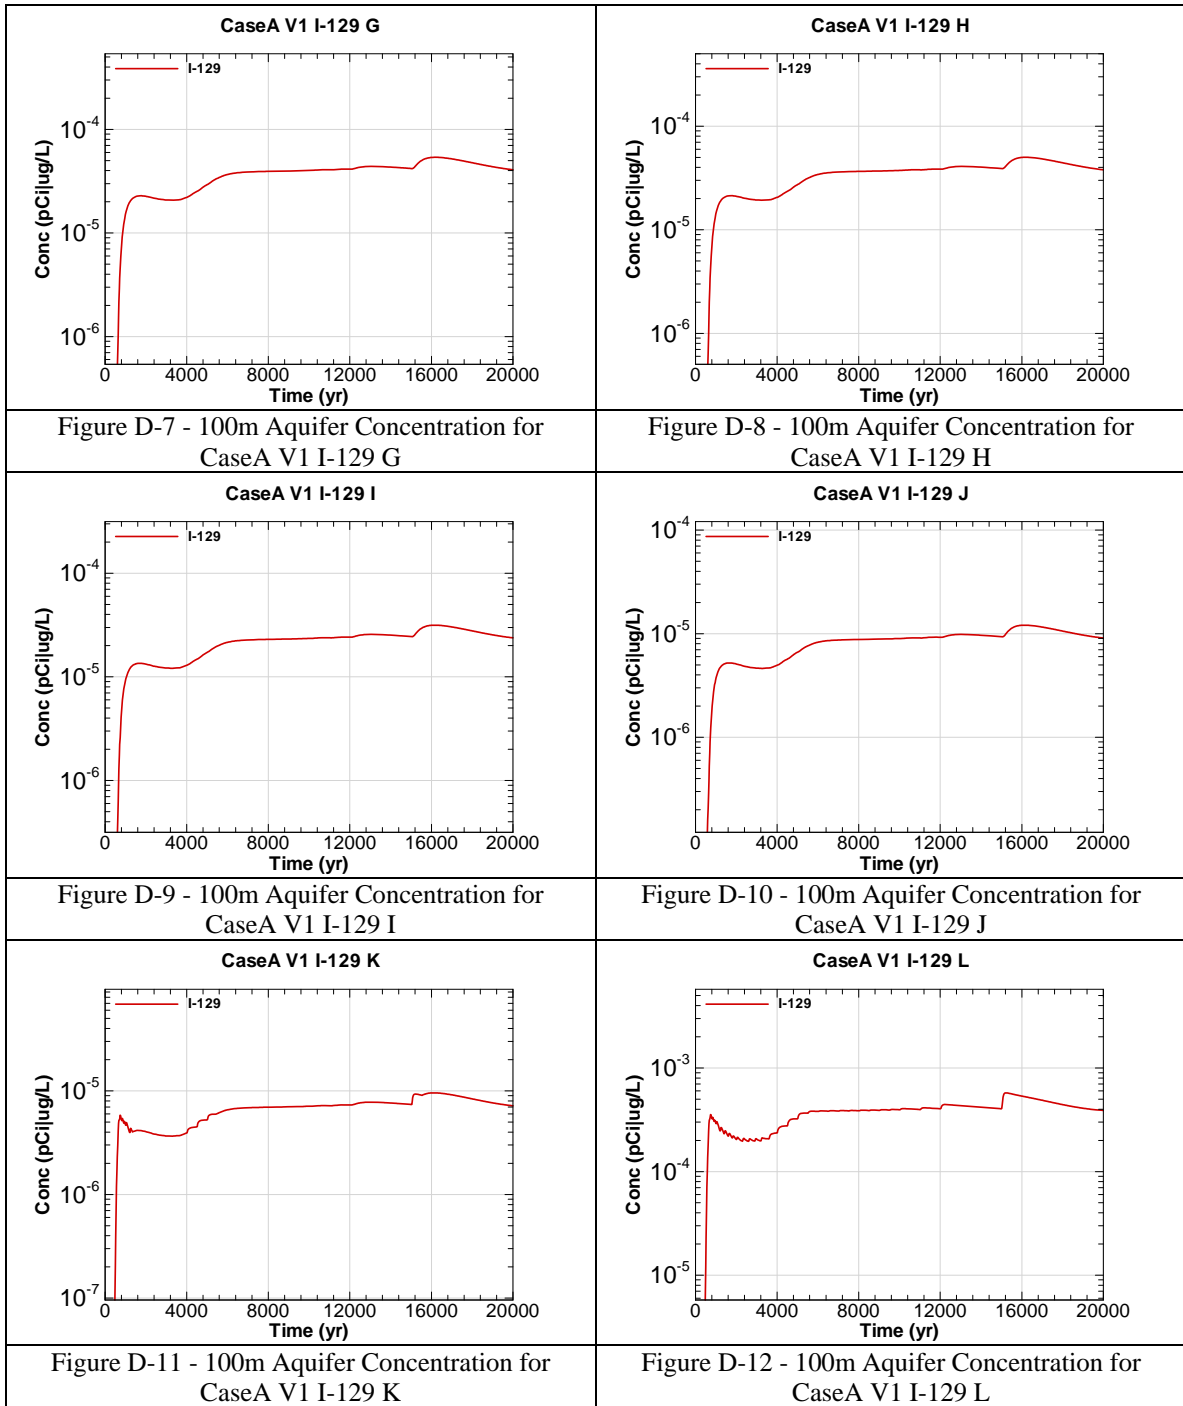 CaseA V1 I-129 G
I-129
Conc (pCi|ug/L)
10-4
10-5
10-6
0 4000 8000 12000 16000 20000
Time (yr)
Figure D-7 - 100m Aquifer Concentration for
CaseA V1 I-129 G
CaseA V1 I-129 H
I-129
Conc (pCi|ug/L)
10-4
10-5
10-6
0 4000 8000 12000 16000 20000
Time (yr)
Figure D-8 - 100m Aquifer Concentration for
CaseA V1 I-129 H
CaseA V1 I-129 I
I-129
Conc (pCi|ug/L)
10-4
10-5
10-6
0 4000 8000 12000 16000 20000
Time (yr)
Figure D-9 - 100m Aquifer Concentration for
CaseA V1 I-129 I
CaseA V1 I-129 J
I-129
Conc (pCi|ug/L)
10-4
10-5
10-6
0 4000 8000 12000 16000 20000
Time (yr)
Figure D-10 - 100m Aquifer Concentration for
CaseA V1 I-129 J
CaseA V1 I-129 K
I-129
Conc (pCi|ug/L)
10-5
10-6
10-7
0 4000 8000 12000 16000 20000
Time (yr)
Figure D-11 - 100m Aquifer Concentration for
CaseA V1 I-129 K
CaseA V1 I-129 L
I-129
Conc (pCi|ug/L)
10-3
10-4
10-5
0 4000 8000 12000 16000 20000
Time (yr)
Figure D-12 - 100m Aquifer Concentration for
CaseA V1 I-129 L